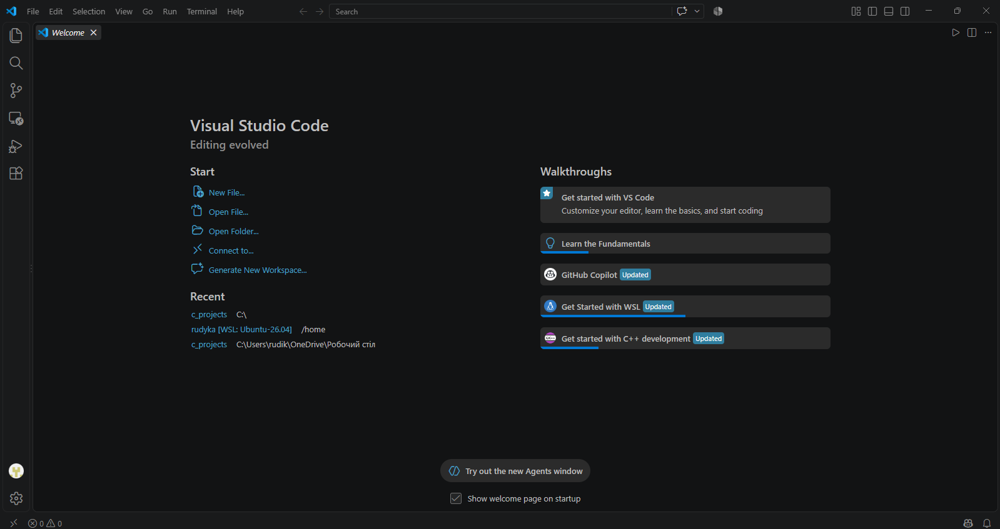 File Edit Selection View Go Run Terminal Help
Search
Welcome
Visual Studio Code
Editing evolved
Start
New File...
Open File...
Open Folder...
Connect to...
Generate New Workspace...
Recent
c_projects C:\
rudyka [WSL: Ubuntu-26.04] /home
c_projects C:\Users\rudik\OneDrive\Робочий стіл
Walkthroughs
Get started with VS Code
Customize your editor, learn the basics, and start coding
Learn the Fundamentals
GitHub Copilot Updated
Get Started with WSL Updated
C/C++ Get started with C++ development Updated
Try out the new Agents window
Show welcome page on startup
0 0